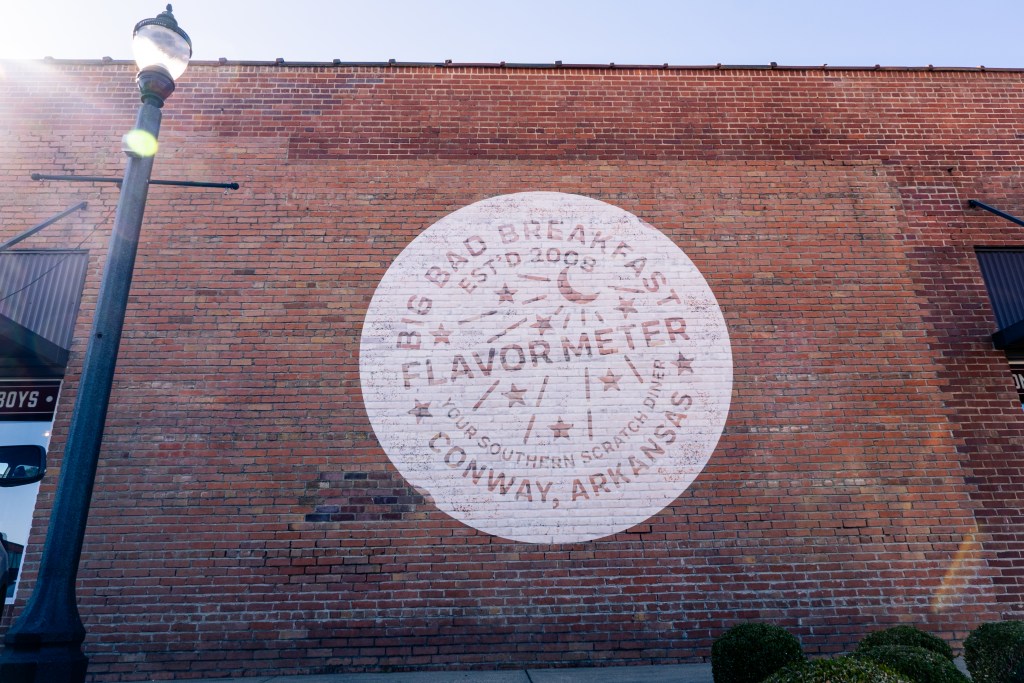 BIG BAD BREAKFAST
EST'D 2008
FLAVOR METER
YOUR SOUTHERN SCRATCH DINER
CONWAY, ARKANSAS
BOYS •